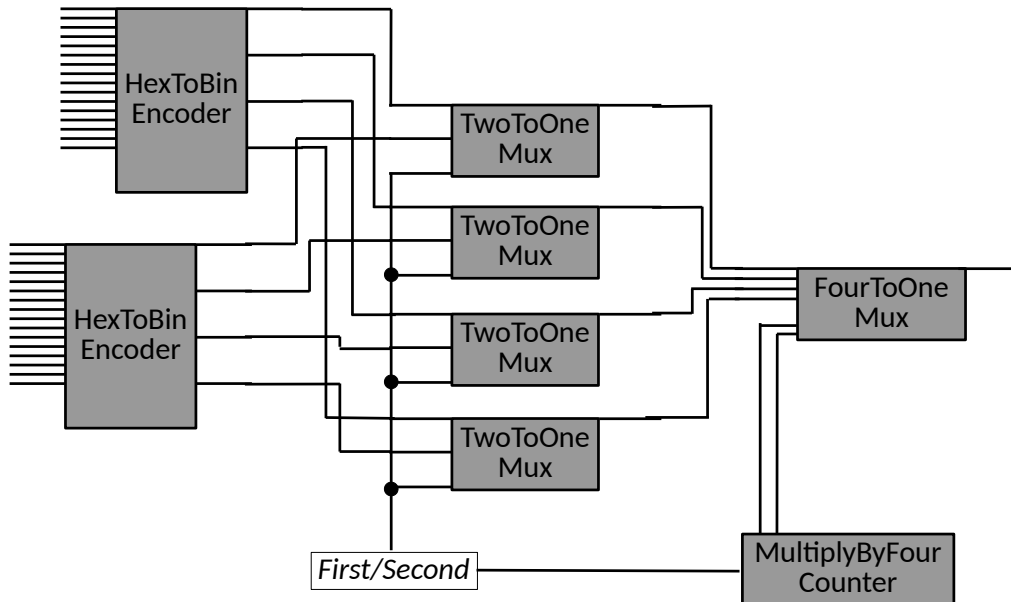 HexToBin
Encoder
TwoToOne
Mux
TwoToOne
Mux
HexToBin
Encoder
FourToOne
Mux
TwoToOne
Mux
TwoToOne
Mux
First/Second
MultiplyByFour
Counter